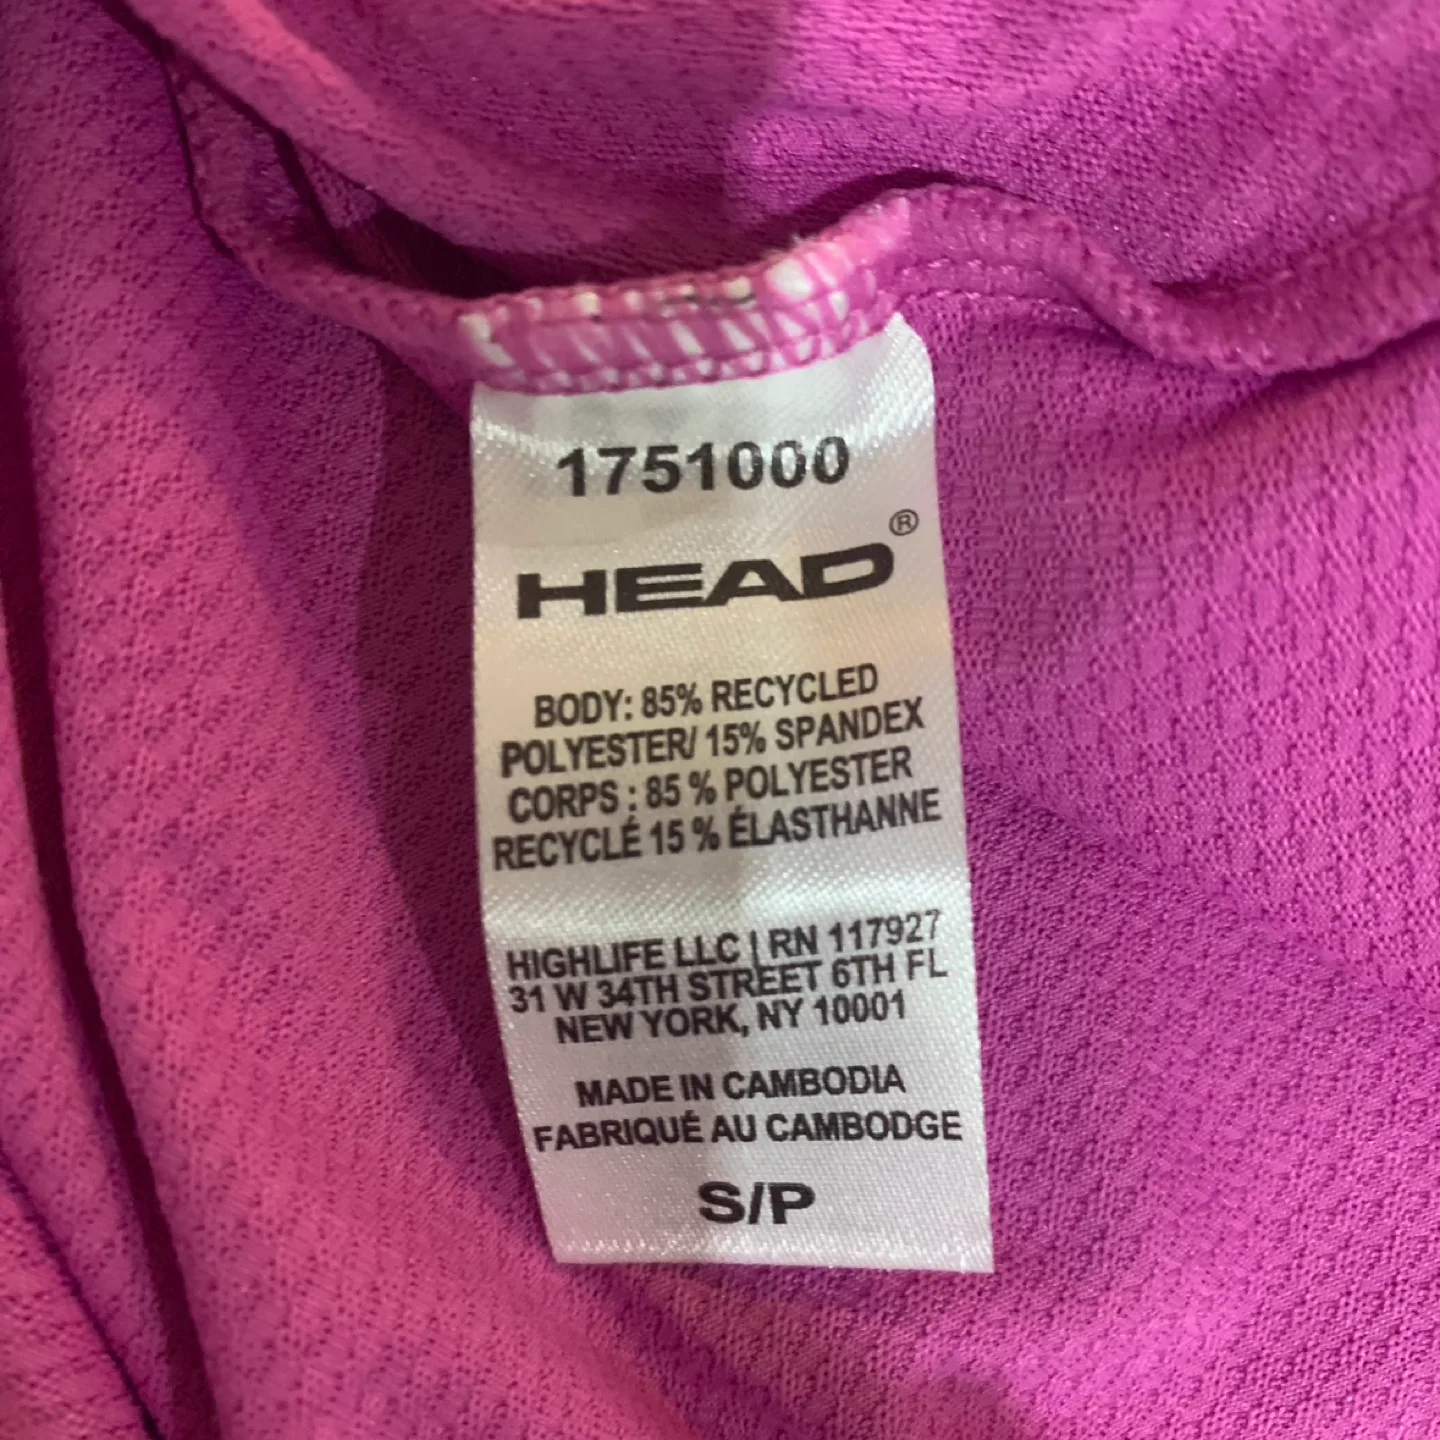 1751000
HEAD®
BODY: 85% RECYCLED
POLYESTER/ 15% SPANDEX
CORPS : 85 % POLYESTER
RECYCLÉ 15 % ÉLASTHANNE
HIGHLIFE LLC | RN 117927
31 W 34TH STREET 6TH FL
NEW YORK, NY 10001
MADE IN CAMBODIA
FABRIQUÉ AU CAMBODGE
S/P